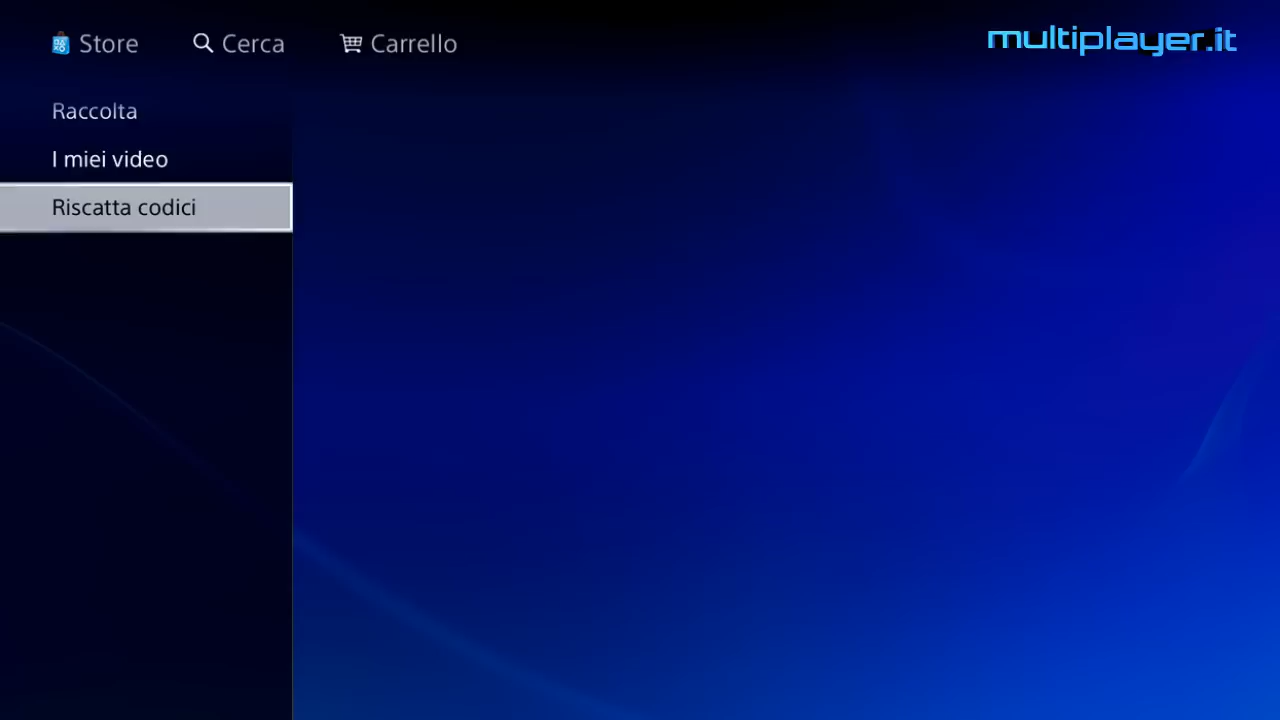 Store Cerca Carrello multiplayer.it
Raccolta
I miei video
Riscatta codici